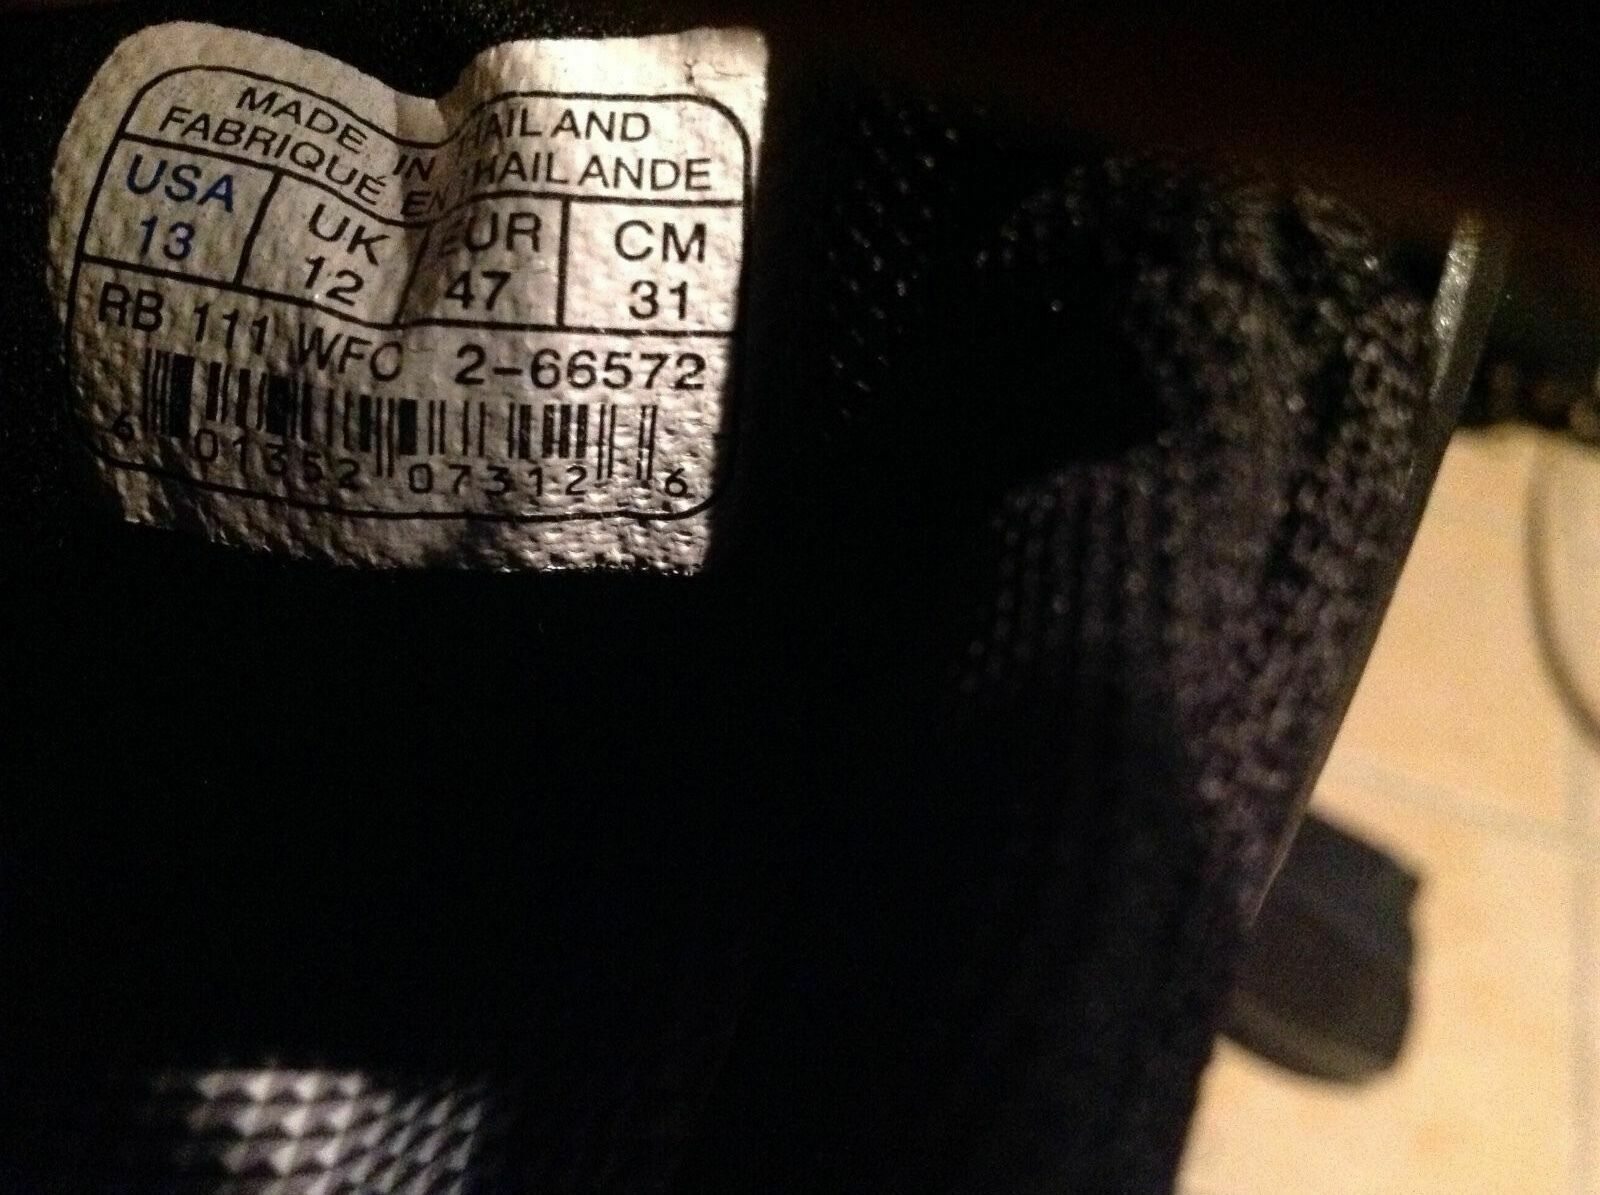 MADE IN THAILAND
FABRIQUÉ EN THAILANDE
USA UK EUR CM
13 12 47 31
RB 111 WFO 2-66572
6 01352 07312 6